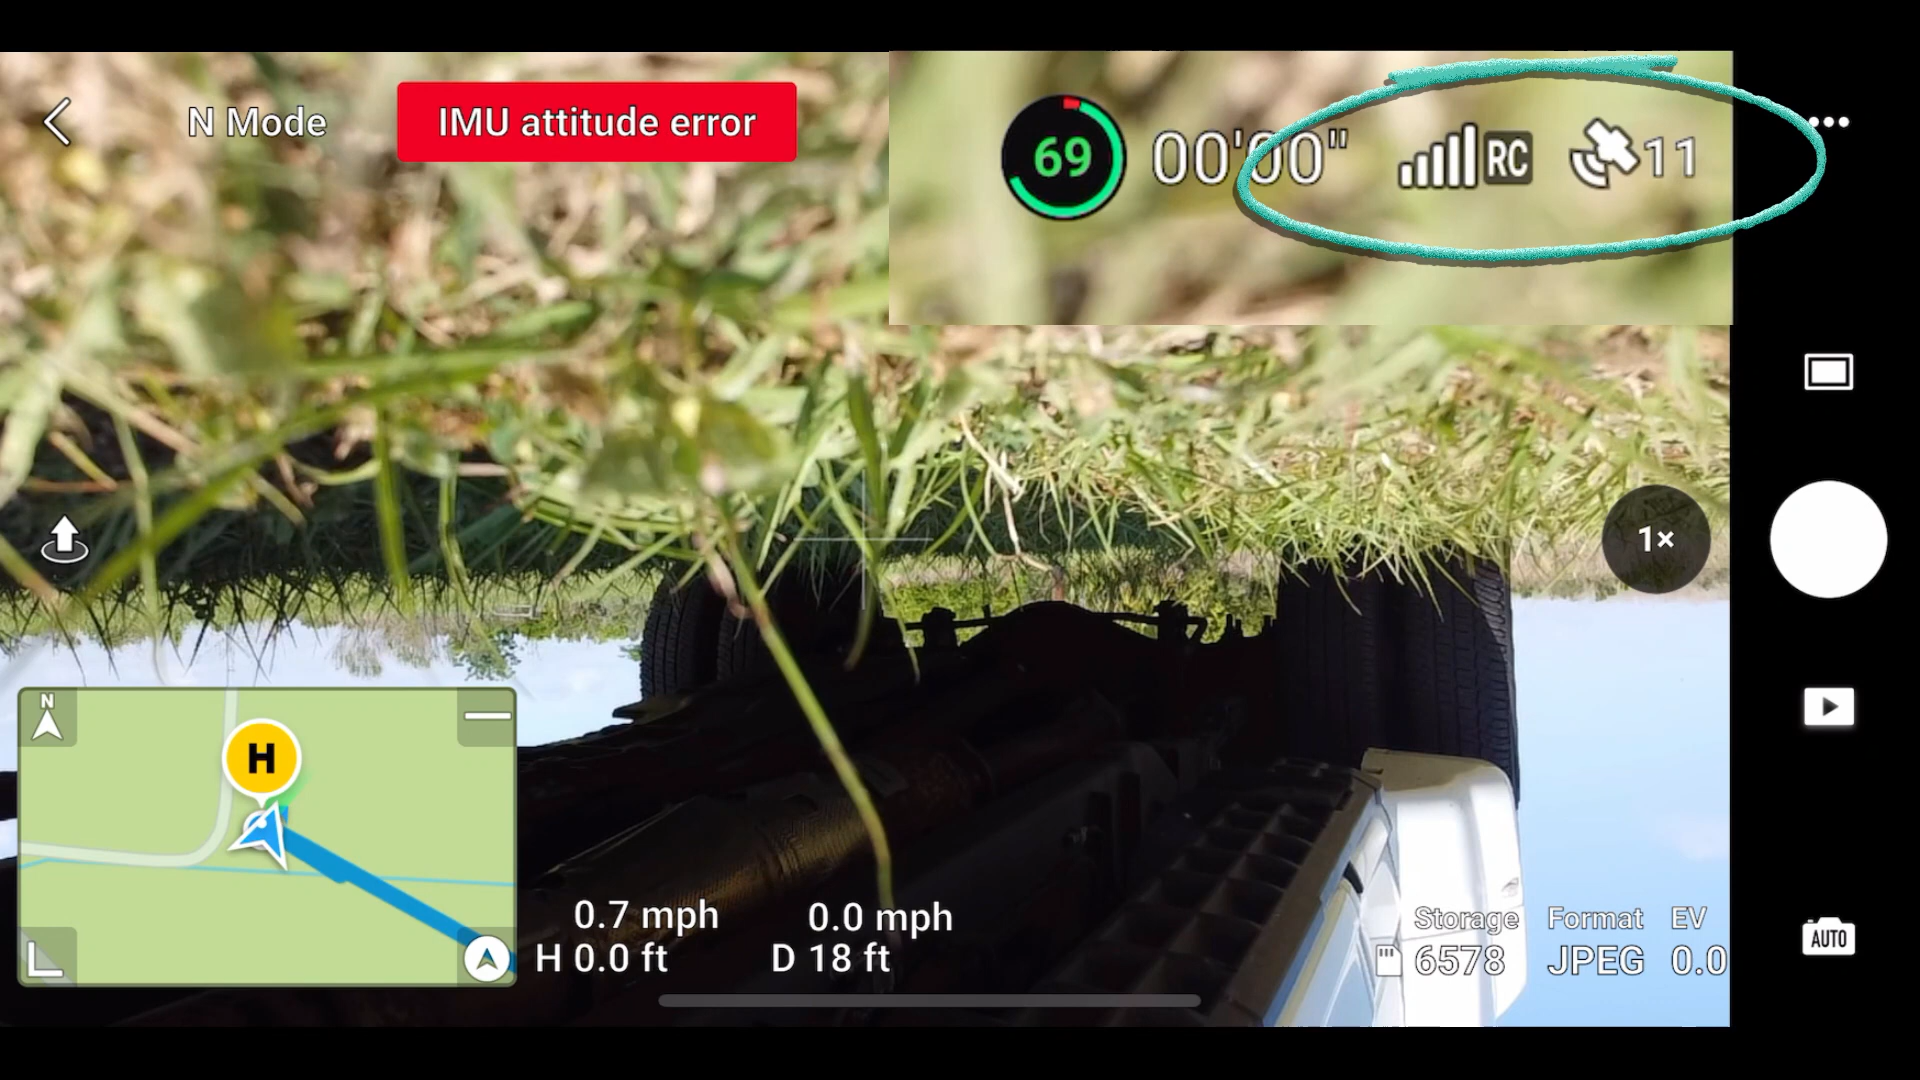 N Mode
IMU attitude error
69
00'00"
RC
11
1×
N
H
0.7 mph
0.0 mph
H 0.0 ft
D 18 ft
Storage
Format
EV
6578
JPEG
0.0
AUTO